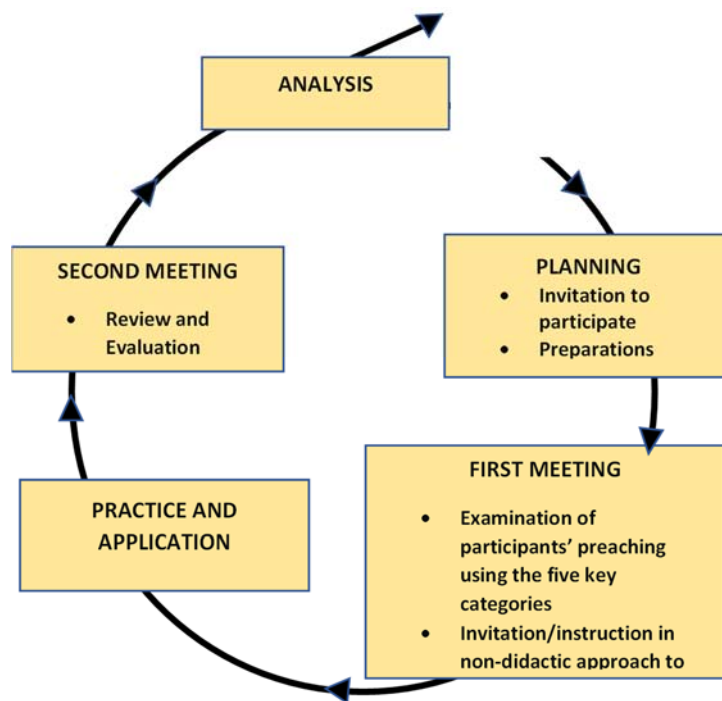 ANALYSIS
PLANNING
• Invitation to
participate
• Preparations
FIRST MEETING
• Examination of
participants’ preaching
using the five key
categories
• Invitation/instruction in
non-didactic approach to
PRACTICE AND
APPLICATION
SECOND MEETING
• Review and
Evaluation